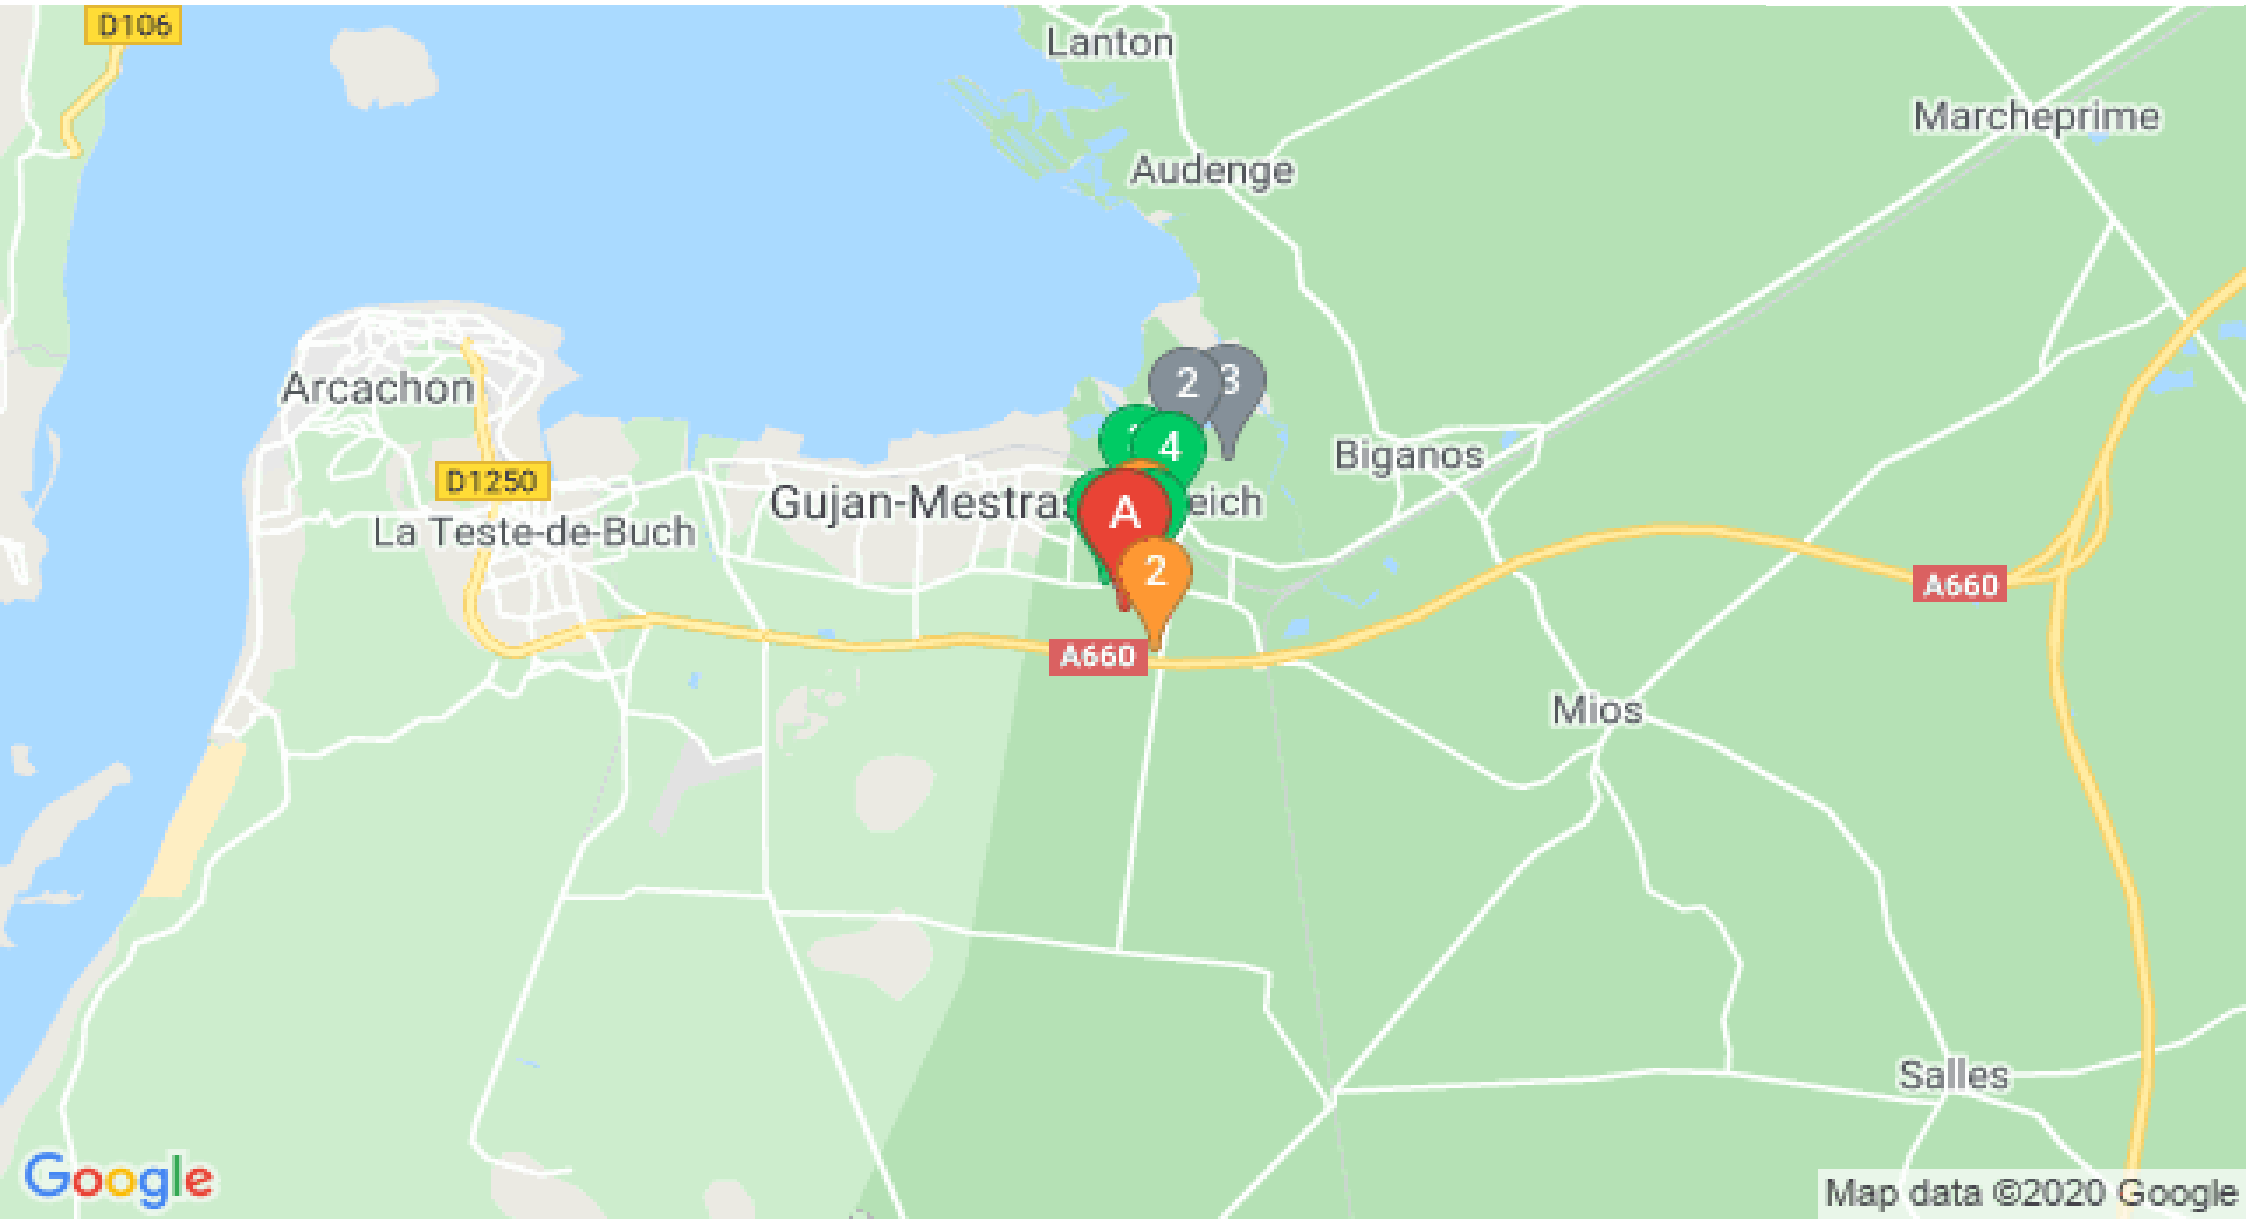 D106
Lanton
Marcheprime
Audenge
2
3
Arcachon
4
Biganos
D1250
Gujan-Mestras
eich
A
La Teste-de-Buch
2
A660
A660
Mios
Salles
Google
Map data ©2020 Google